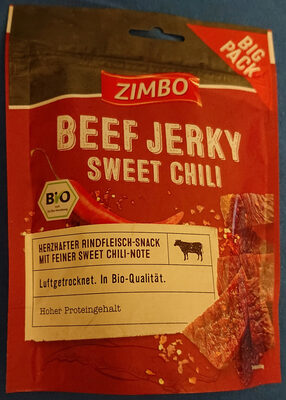 BIG
PACK
ZIMBO
BEEF JERKY
SWEET CHILI
BIO
HERZHAFTER RINDFLEISCH-SNACK
MIT FEINER SWEET CHILI-NOTE
Luftgetrocknet. In Bio-Qualität.
Hoher Proteingehalt